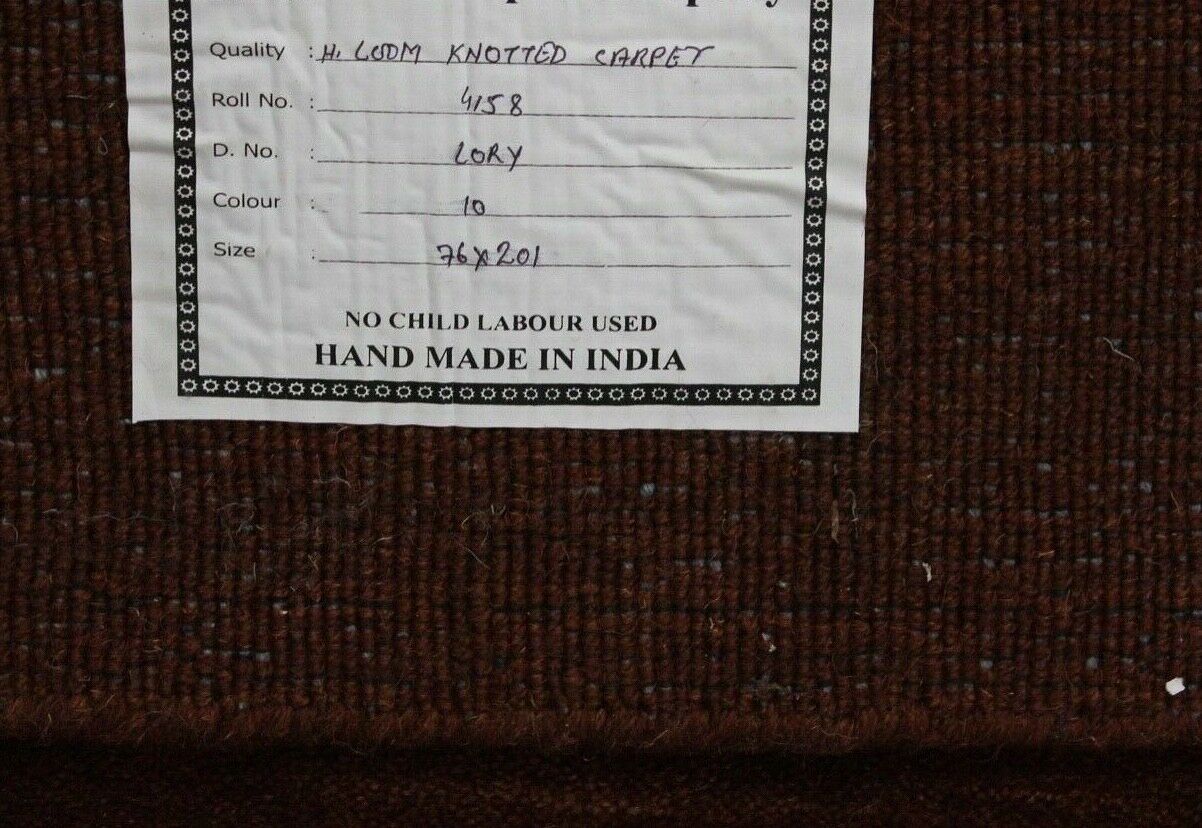 Quality : H. LOOM KNOTTED CARPET
Roll No. : 4158
D. No. : LORY
Colour : 10
Size : 76X201
NO CHILD LABOUR USED
HAND MADE IN INDIA